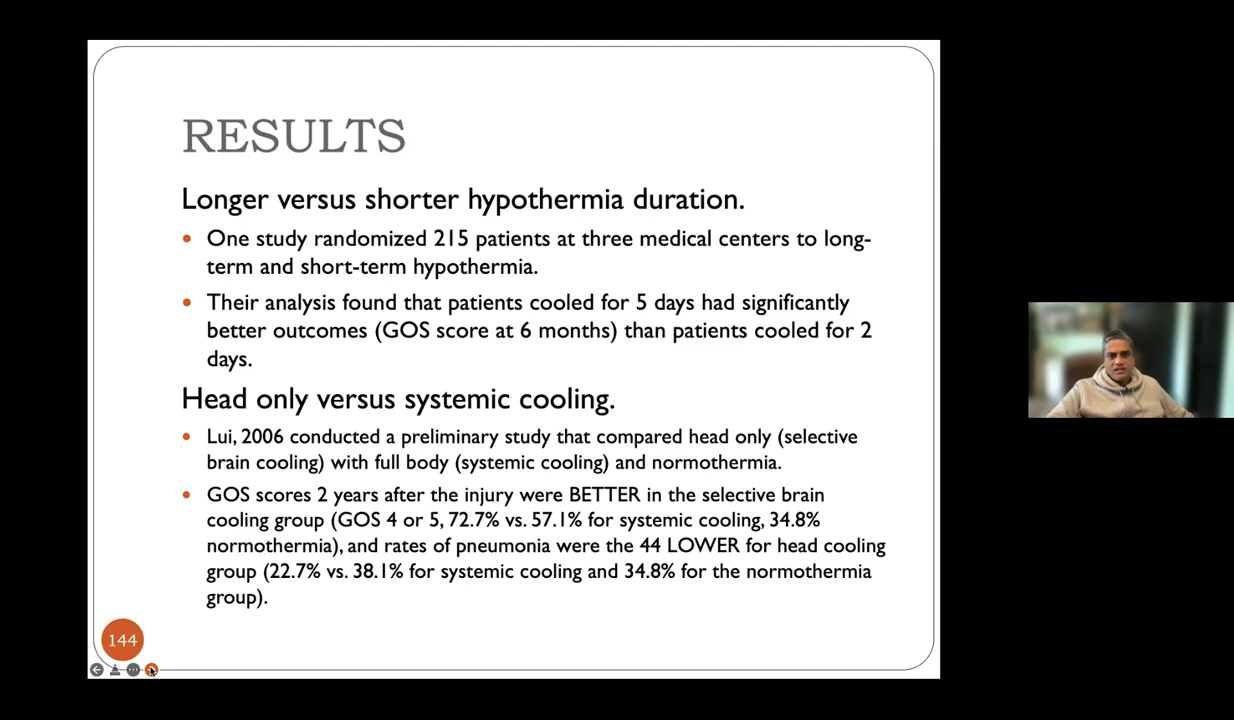 RESULTS
Longer versus shorter hypothermia duration.
• One study randomized 215 patients at three medical centers to long-
term and short-term hypothermia.
• Their analysis found that patients cooled for 5 days had significantly
better outcomes (GOS score at 6 months) than patients cooled for 2
days.
Head only versus systemic cooling.
• Lui, 2006 conducted a preliminary study that compared head only (selective
brain cooling) with full body (systemic cooling) and normothermia.
• GOS scores 2 years after the injury were BETTER in the selective brain
cooling group (GOS 4 or 5, 72.7% vs. 57.1% for systemic cooling, 34.8%
normothermia), and rates of pneumonia were the 44 LOWER for head cooling
group (22.7% vs. 38.1% for systemic cooling and 34.8% for the normothermia
group).
144